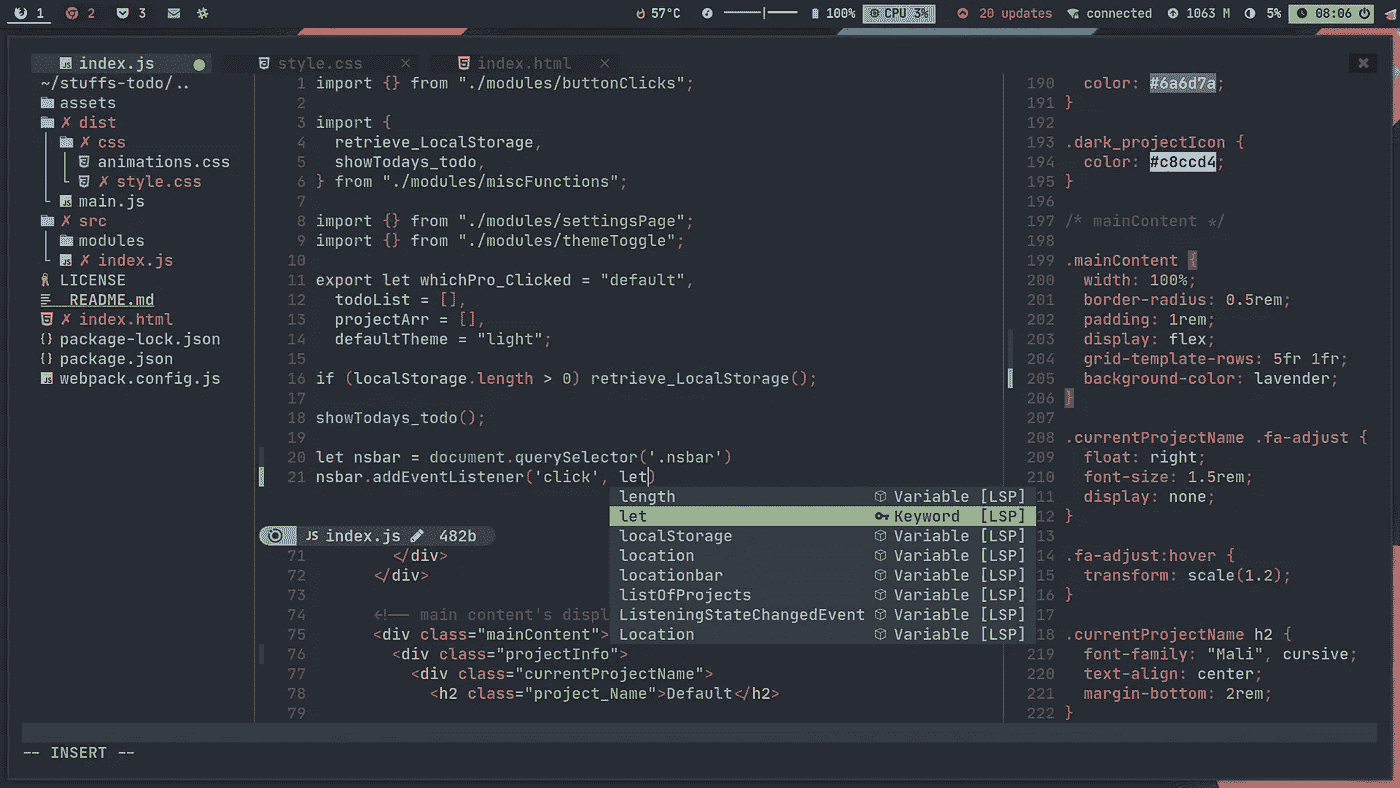 1 2 3 57°C 100% CPU 3% 20 updates connected 1063 M 5% 08:06
index.js style.css × index.html × ×
~/stuffs-todo/..
assets
✗ dist
✗ css
animations.css
✗ style.css
main.js
✗ src
modules
✗ index.js
LICENSE
README.md
✗ index.html
{} package-lock.json
{} package.json
webpack.config.js
1 import {} from "./modules/buttonClicks";
2
3 import {
4 retrieve_LocalStorage,
5 showTodays_todo,
6 } from "./modules/miscFunctions";
7
8 import {} from "./modules/settingsPage";
9 import {} from "./modules/themeToggle";
10
11 export let whichPro_Clicked = "default",
12 todoList = [],
13 projectArr = [],
14 defaultTheme = "light";
15
16 if (localStorage.length > 0) retrieve_LocalStorage();
17
18 showTodays_todo();
19
20 let nsbar = document.querySelector('.nsbar')
21 nsbar.addEventListener('click', let)
length Variable [LSP]
let Keyword [LSP]
localStorage Variable [LSP]
location Variable [LSP]
locationbar Variable [LSP]
listOfProjects Variable [LSP]
ListeningStateChangedEvent Variable [LSP]
Location Variable [LSP]
JS index.js 482b
71 </div>
72 </div>
73
74 <!-- main content's displ
75 <div class="mainContent">
76 <div class="projectInfo">
77 <div class="currentProjectName">
78 <h2 class="project_Name">Default</h2>
79
190 color: #6a6d7a;
191 }
192
193 .dark_projectIcon {
194 color: #c8ccd4;
195 }
196
197 /* mainContent */
198
199 .mainContent {
200 width: 100%;
201 border-radius: 0.5rem;
202 padding: 1rem;
203 display: flex;
204 grid-template-rows: 5fr 1fr;
205 background-color: lavender;
206 }
207
208 .currentProjectName .fa-adjust {
209 float: right;
210 font-size: 1.5rem;
11 display: none;
12 }
13
14 .fa-adjust:hover {
15 transform: scale(1.2);
16 }
17
18 .currentProjectName h2 {
219 font-family: "Mali", cursive;
220 text-align: center;
221 margin-bottom: 2rem;
222 }
-- INSERT --